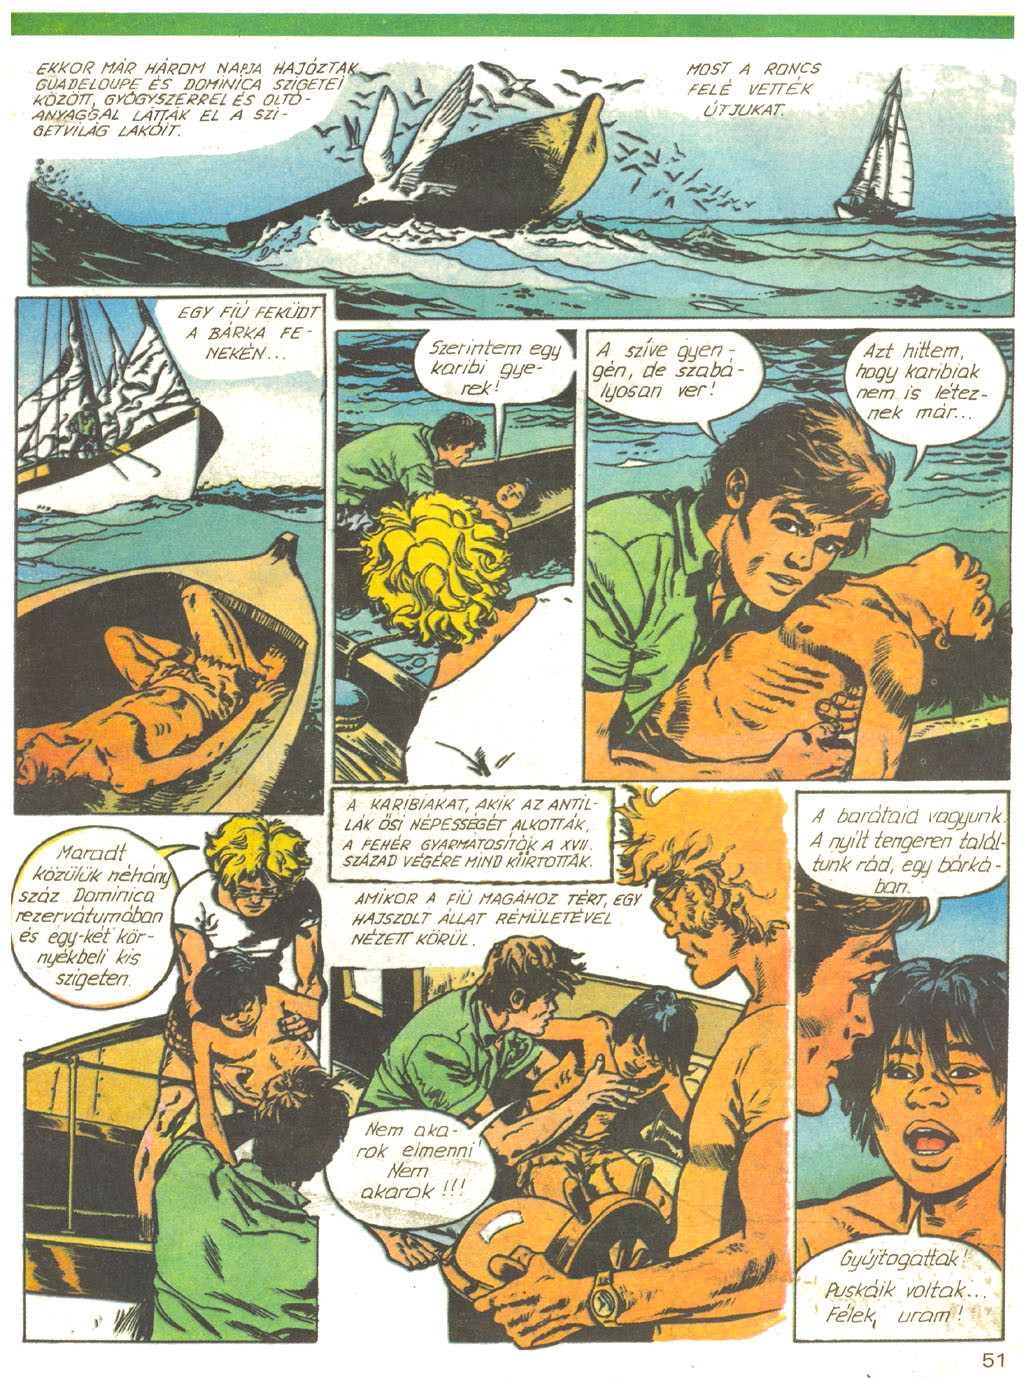 EKKOR MÁR HÁROM NAPJA HAJÓZTAK
GUADELOUPE ÉS DOMINICA SZIGETEI
KÖZÖTT, GYÓGYSZERREL ÉS OLTÓ-
ANYAGGAL LÁTTÁK EL A SZI-
GETVILÁG LAKÓIT.
MOST A RONCS
FELÉ VETTÉK
ÚTJUKAT.
EGY FIÚ FEKÜDT
A BÁRKA FE-
NEKÉN...
Szerintem egy
karibi gye-
rek!
A szíve gyen-
gén, de szabá-
lyosan ver!
Azt hittem,
hogy karibiak
nem is létez-
nek már...
Maradt
közülük néhány
száz Dominica
rezervátumában
és egy-két kör-
nyékbeli kis
szigeten.
A KARIBIAKAT, AKIK AZ ANTIL-
LÁK ŐSI NÉPESSÉGÉT ALKOTTÁK,
A FEHÉR GYARMATOSÍTÓK A XVII.
SZÁZAD VÉGÉRE MIND KIIRTOTTÁK.
AMIKOR A FIÚ MAGÁHOZ TÉRT, EGY
HAJSZOLT ÁLLAT RÉMÜLETÉVEL
NÉZETT KÖRÜL.
Nem aka-
rok elmenni!
Nem
akarok!!!
A barátaid vagyunk.
A nyílt tengeren talál-
tunk rád, egy bárká-
ban.
Gyújtogattak!
Puskáik voltak...
Félek, uram!
51